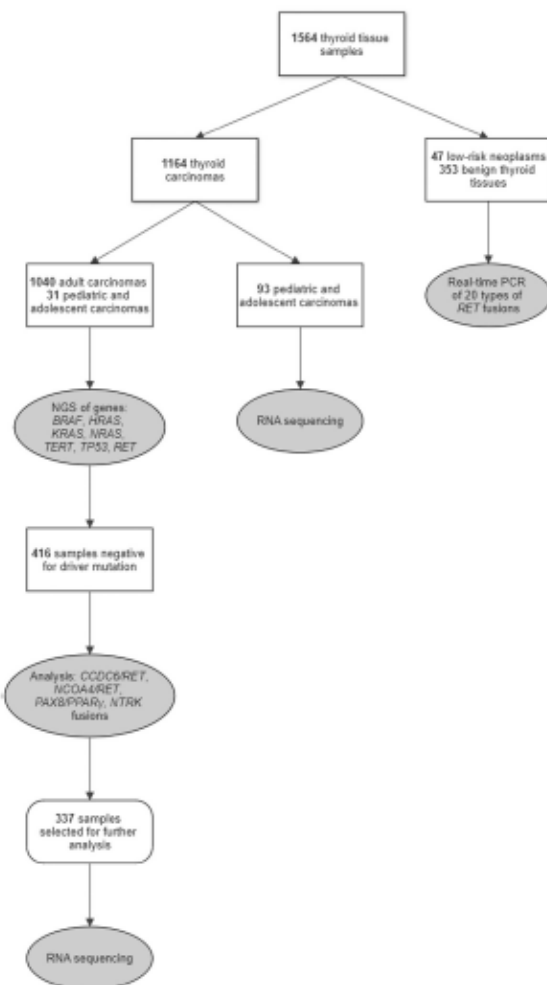 1564 thyroid tissue
samples
1164 thyroid
carcinomas
47 low-risk neoplasms
353 benign thyroid
tissues
1040 adult carcinomas
31 pediatric and
adolescent carcinomas
93 pediatric and
adolescent carcinomas
Real-time PCR
of 20 types of
RET fusions
NGS of genes:
BRAF, HRAS,
KRAS, NRAS,
TERT, TP53, RET
RNA sequencing
416 samples negative
for driver mutation
Analysis: CCDC6/RET,
NCOA4/RET,
PAX8/PPARγ, NTRK
fusions
337 samples
selected for further
analysis
RNA sequencing